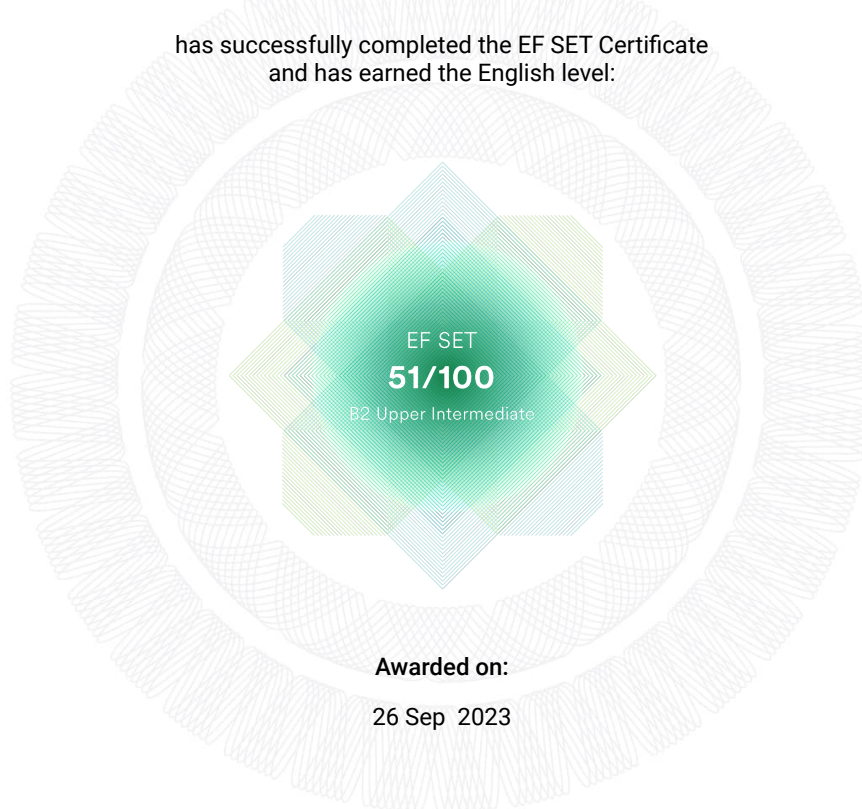 has successfully completed the EF SET Certificate
and has earned the English level:
EF SET
51/100
B2 Upper Intermediate
Awarded on:
26 Sep 2023